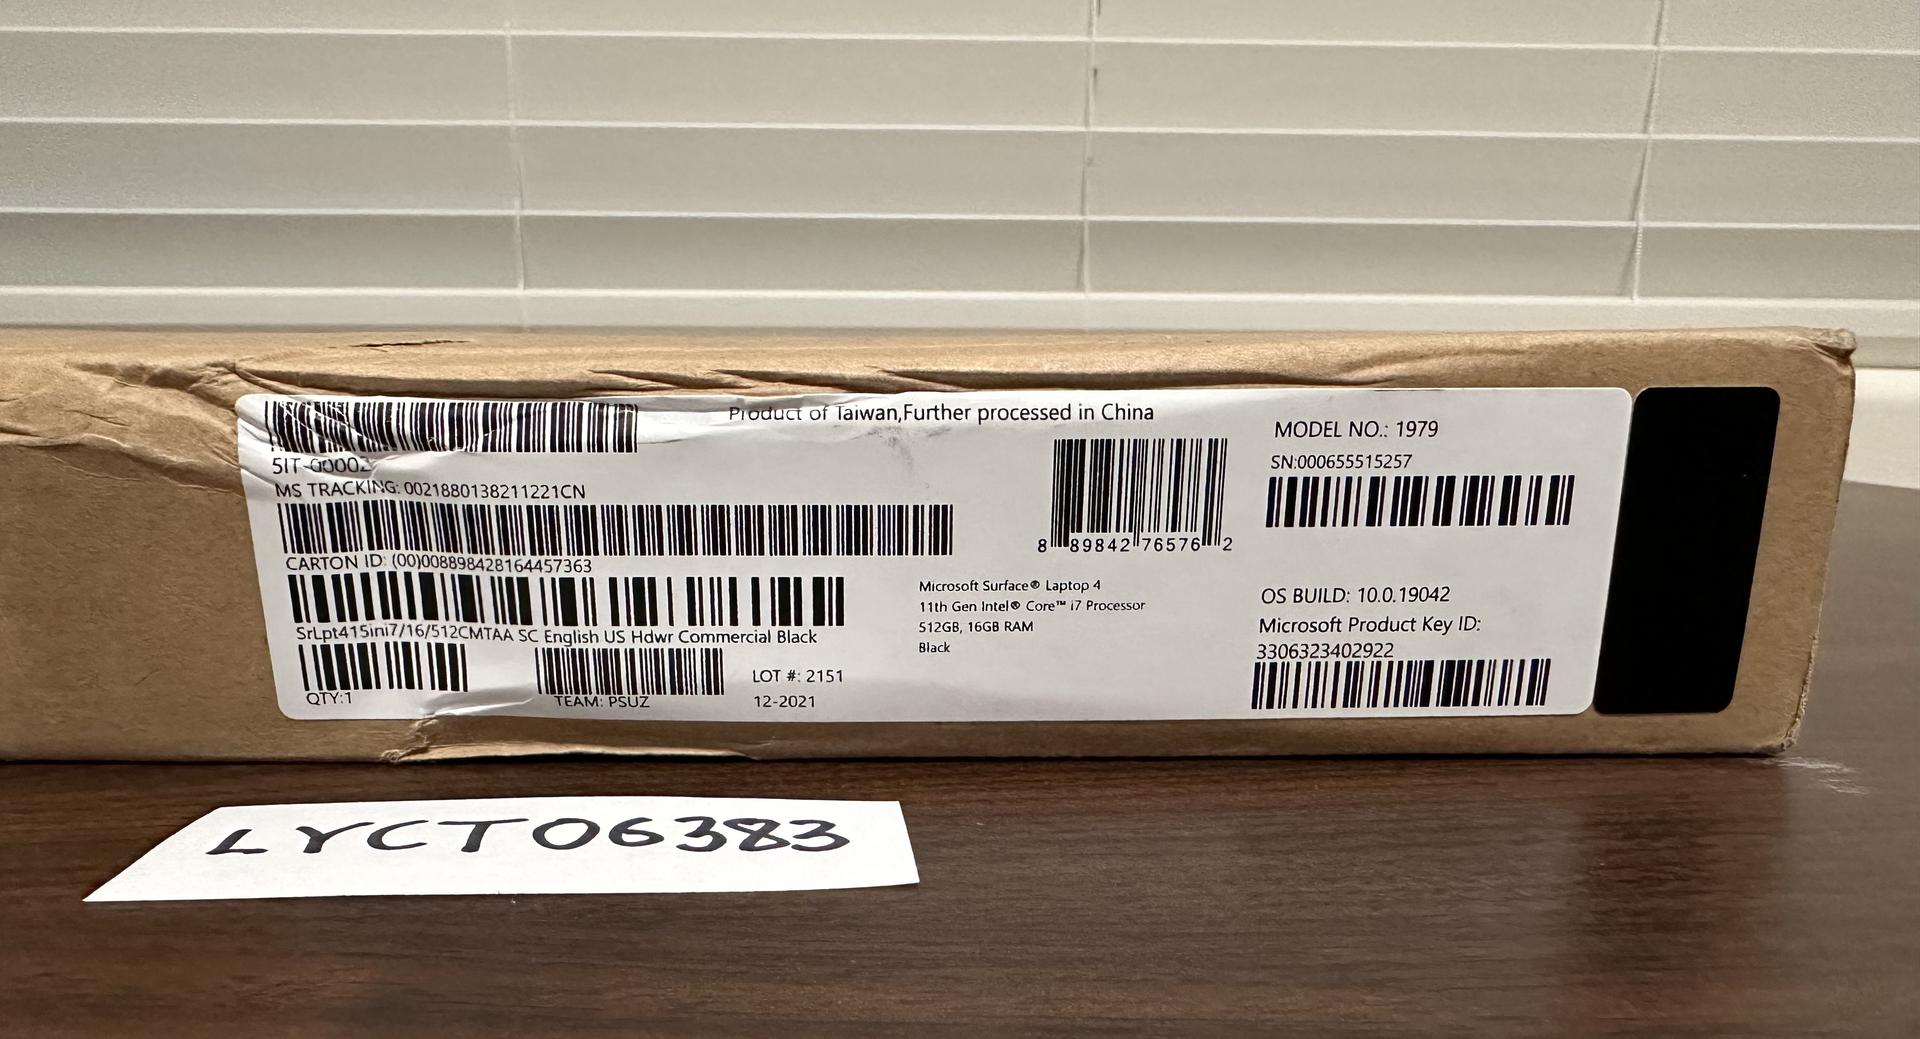 Product of Taiwan,Further processed in China
5IT-00002
MS TRACKING: 0021880138211221CN
CARTON ID: (00)008898428164457363
SrLpt415ini7/16/512CMTAA SC English US Hdwr Commercial Black
QTY:1
TEAM: PSUZ
LOT #: 2151
12-2021
8 89842 76576 2
Microsoft Surface® Laptop 4
11th Gen Intel® Core™ i7 Processor
512GB, 16GB RAM
Black
MODEL NO.: 1979
SN:000655515257
OS BUILD: 10.0.19042
Microsoft Product Key ID:
3306323402922
LYCT06383